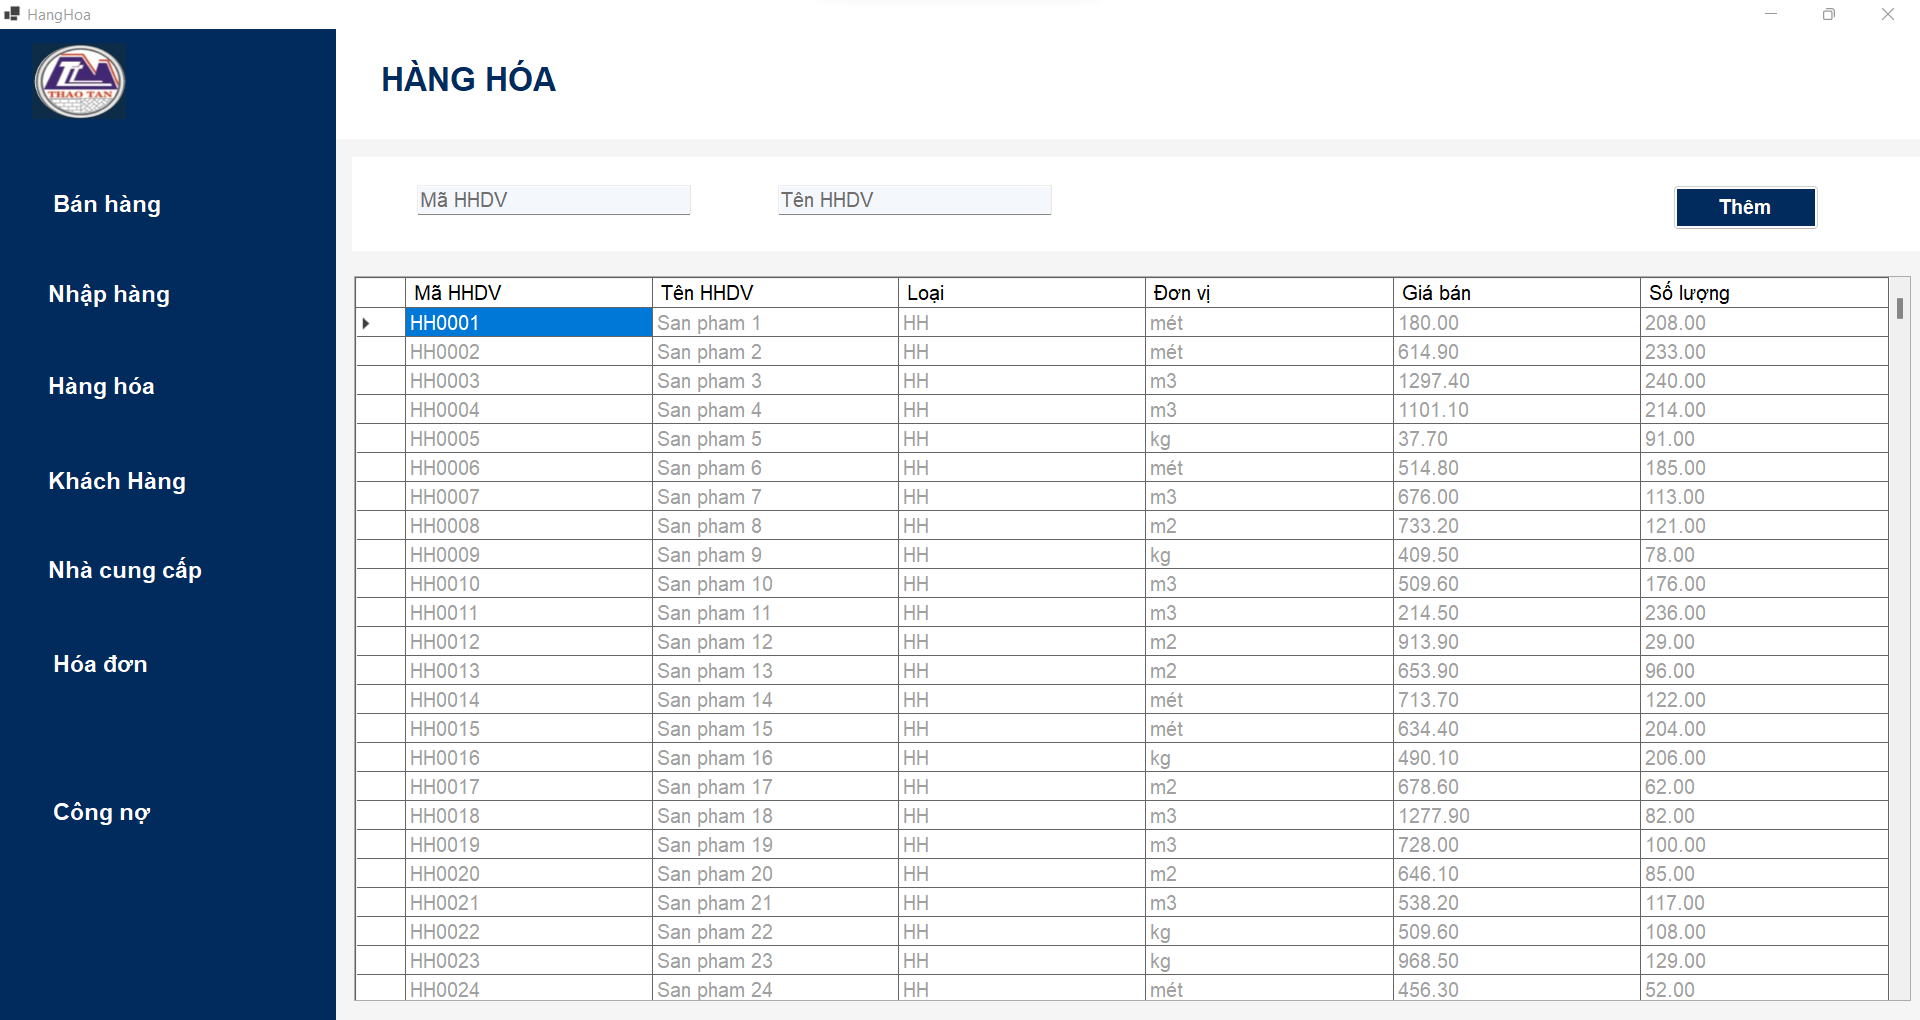 HangHoa
THAO TAN
HÀNG HÓA
Bán hàng
Nhập hàng
Hàng hóa
Khách Hàng
Nhà cung cấp
Hóa đơn
Công nợ
Mã HHDV Tên HHDV Thêm
Mã HHDV Tên HHDV Loại Đơn vị Giá bán Số lượng
HH0001 San pham 1 HH mét 180.00 208.00
HH0002 San pham 2 HH mét 614.90 233.00
HH0003 San pham 3 HH m3 1297.40 240.00
HH0004 San pham 4 HH m3 1101.10 214.00
HH0005 San pham 5 HH kg 37.70 91.00
HH0006 San pham 6 HH mét 514.80 185.00
HH0007 San pham 7 HH m3 676.00 113.00
HH0008 San pham 8 HH m2 733.20 121.00
HH0009 San pham 9 HH kg 409.50 78.00
HH0010 San pham 10 HH m3 509.60 176.00
HH0011 San pham 11 HH m3 214.50 236.00
HH0012 San pham 12 HH m2 913.90 29.00
HH0013 San pham 13 HH m2 653.90 96.00
HH0014 San pham 14 HH mét 713.70 122.00
HH0015 San pham 15 HH mét 634.40 204.00
HH0016 San pham 16 HH kg 490.10 206.00
HH0017 San pham 17 HH m2 678.60 62.00
HH0018 San pham 18 HH m3 1277.90 82.00
HH0019 San pham 19 HH m3 728.00 100.00
HH0020 San pham 20 HH m2 646.10 85.00
HH0021 San pham 21 HH m3 538.20 117.00
HH0022 San pham 22 HH kg 509.60 108.00
HH0023 San pham 23 HH kg 968.50 129.00
HH0024 San pham 24 HH mét 456.30 52.00